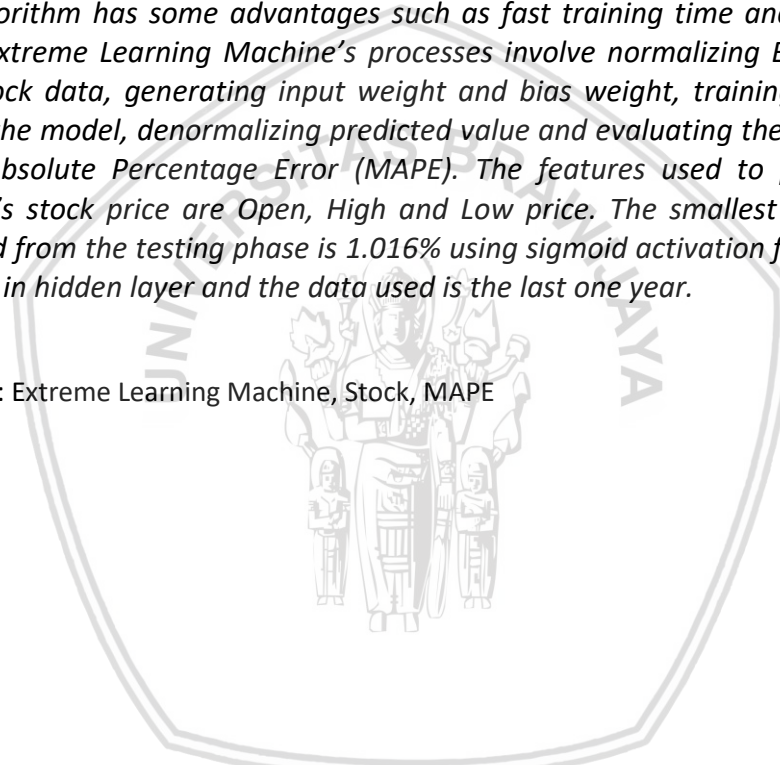 orithm has some advantages such as fast training time and
xtreme Learning Machine’s processes involve normalizing
ock data, generating input weight and bias weight, training
the model, denormalizing predicted value and evaluating the
bsolute Percentage Error (MAPE). The features used to
’s stock price are Open, High and Low price. The smallest
d from the testing phase is 1.016% using sigmoid activation f
in hidden layer and the data used is the last one year.
: Extreme Learning Machine, Stock, MAPE
UNIVERSITAS BRAWIJAYA